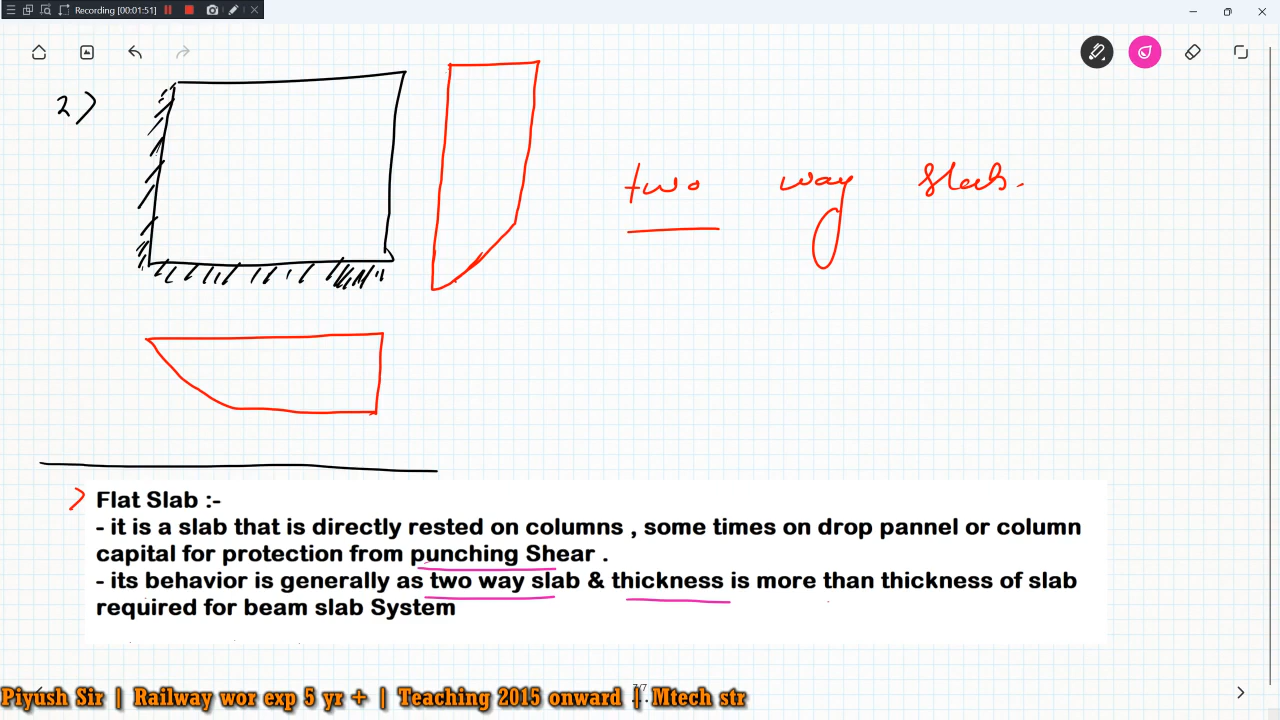 Recording [00:01:51]
2)
two way slab.
Flat Slab :-
- it is a slab that is directly rested on columns , some times on drop pannel or column
capital for protection from punching Shear .
- its behavior is generally as two way slab & thickness is more than thickness of slab
required for beam slab System
Piyush Sir | Railway wor exp 5 yr + | Teaching 2015 onward | Mtech str